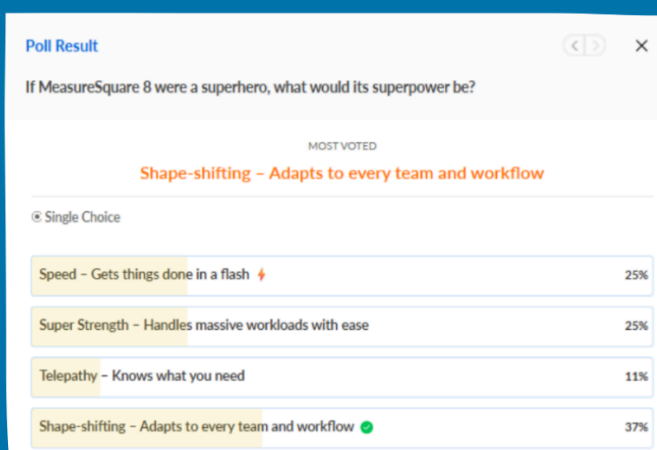 Poll Result
If MeasureSquare 8 were a superhero, what would its superpower be?
MOST VOTED
Shape-shifting – Adapts to every team and workflow
Single Choice
Speed – Gets things done in a flash ⚡ 25%
Super Strength – Handles massive workloads with ease 25%
Telepathy – Knows what you need 11%
Shape-shifting – Adapts to every team and workflow 37%